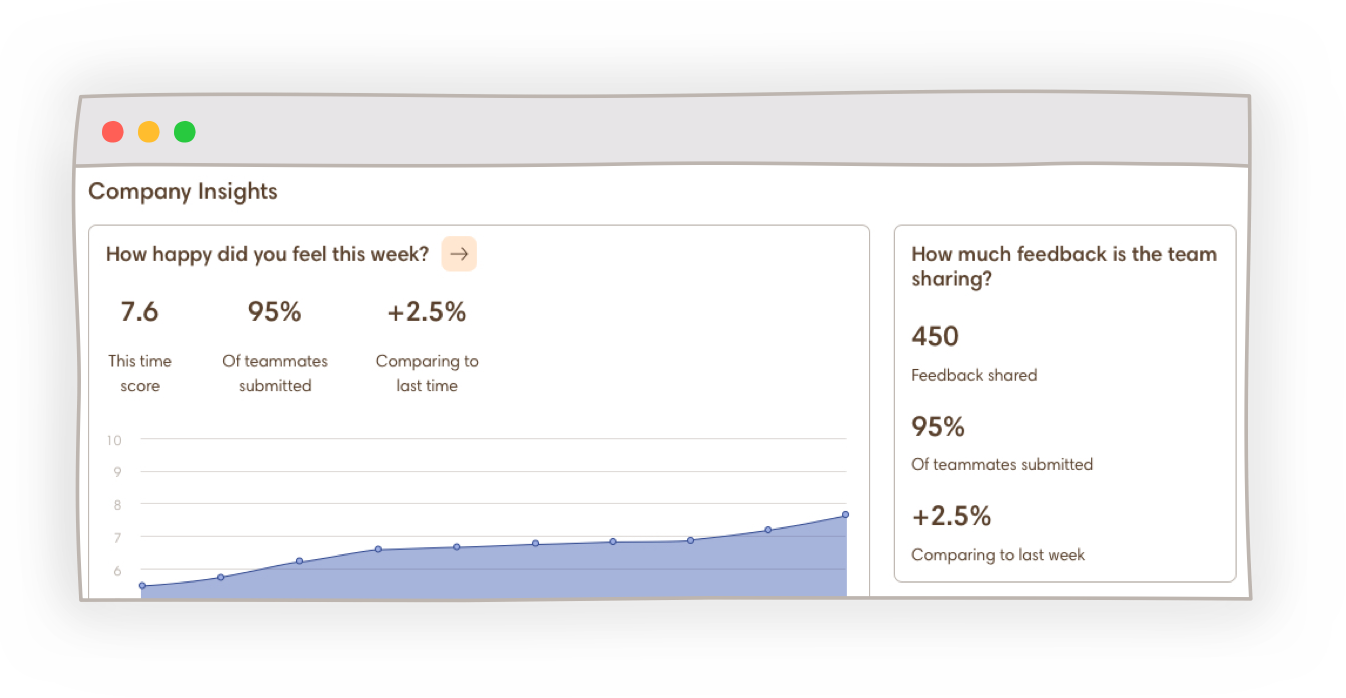 Company Insights
How happy did you feel this week?
7.6
95%
+2.5%
This time
score
Of teammates
submitted
Comparing to
last time
10
9
8
7
6
How much feedback is the team
sharing?
450
Feedback shared
95%
Of teammates submitted
+2.5%
Comparing to last week